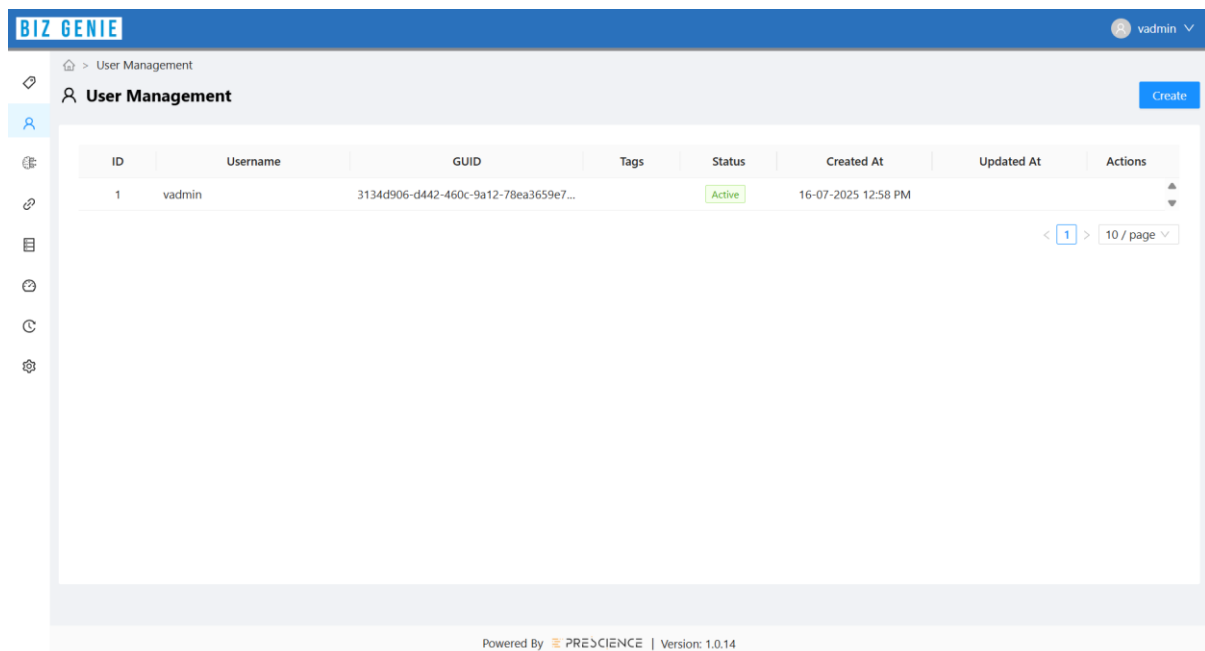 BIZ GENIE
vadmin
> User Management
User Management
Create
ID Username GUID Tags Status Created At Updated At Actions
1 vadmin 3134d906-d442-460c-9a12-78ea3659e7... Active 16-07-2025 12:58 PM
< 1 > 10 / page
Powered By PRESCIENCE | Version: 1.0.14